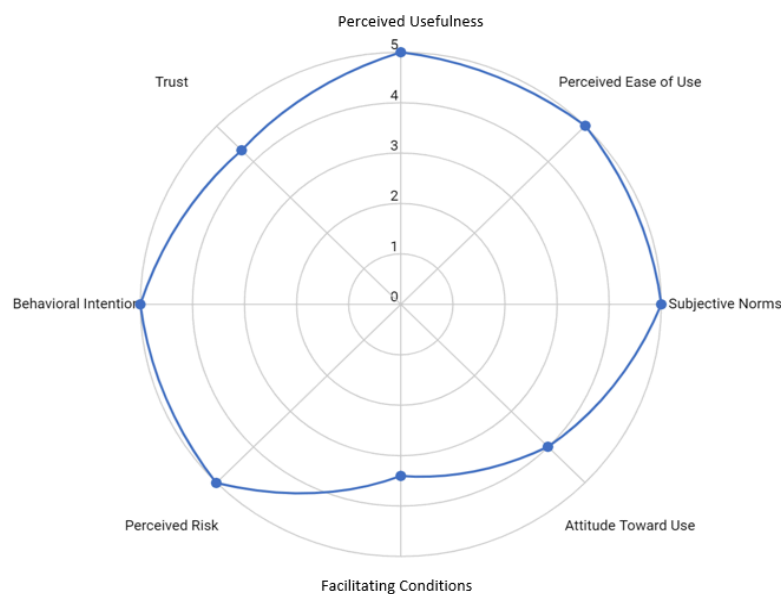 Perceived Usefulness
5
Trust
Perceived Ease of Use
4
3
2
1
0
Behavioral Intention
Subjective Norms
Perceived Risk
Attitude Toward Use
Facilitating Conditions